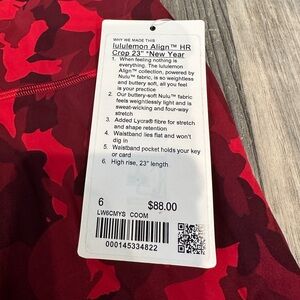 WHY WE MADE THIS
lululemon Align™ HR
Crop 23" *New Year
1. When feeling nothing is
everything. The lululemon
Align™ collection, powered by
Nulu™ fabric, is so weightless
and buttery soft, all you feel
is your practice.
2. Our buttery-soft Nulu™ fabric
feels weightlessly light and is
sweat-wicking and four-way
stretch
3. Added Lycra® fibre for stretch
and shape retention
4. Waistband lies flat and won't
dig in
5. Waistband pocket holds your key
or card
6. High rise, 23" length
6 $88.00
LW6CMYS COOM
000145334822